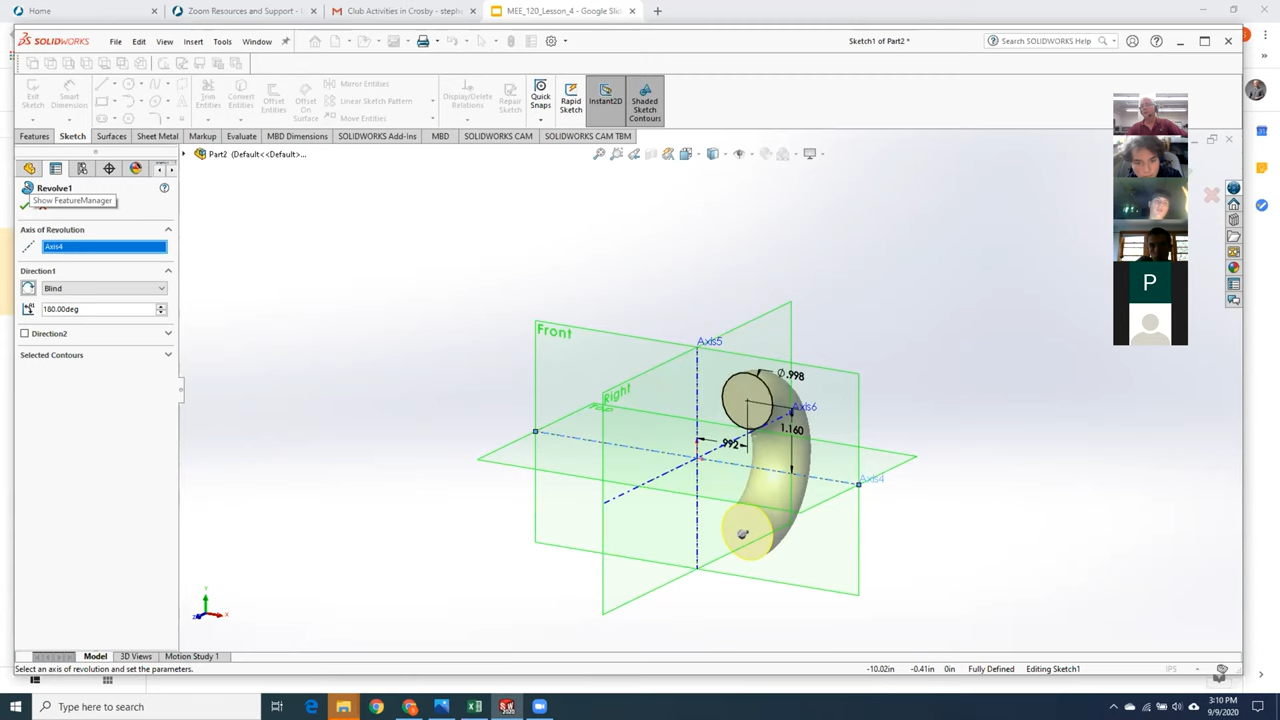 Home
Zoom Resources and Support -
Club Activities in Crosby - steph
MEE_120_Lesson_4 - Google Slid
SOLIDWORKS
File Edit View Insert Tools Window
Sketch1 of Part2 *
Search SOLIDWORKS Help
Exit Sketch
Smart Dimension
Trim Entities
Convert Entities
Offset Entities
Offset On Surface
Mirror Entities
Linear Sketch Pattern
Move Entities
Display/Delete Relations
Repair Sketch
Quick Snaps
Rapid Sketch
Instant2D
Shaded Sketch Contours
Features Sketch Surfaces Sheet Metal Markup Evaluate MBD Dimensions SOLIDWORKS Add-Ins MBD SOLIDWORKS CAM SOLIDWORKS CAM TBM
Part2 (Default<<Default>...
Revolve1
Show FeatureManager
Axis of Revolution
Axis4
Direction1
Blind
180.00deg
Direction2
Selected Contours
Front
Right
Top
Axis5
Ø.998
Axis6
1.160
.992
Axis4
P
Y
X
Z
Model 3D Views Motion Study 1
Select an axis of revolution and set the parameters.
-10.02in -0.41in 0in Fully Defined Editing Sketch1
IPS
Type here to search
3:10 PM
9/9/2020